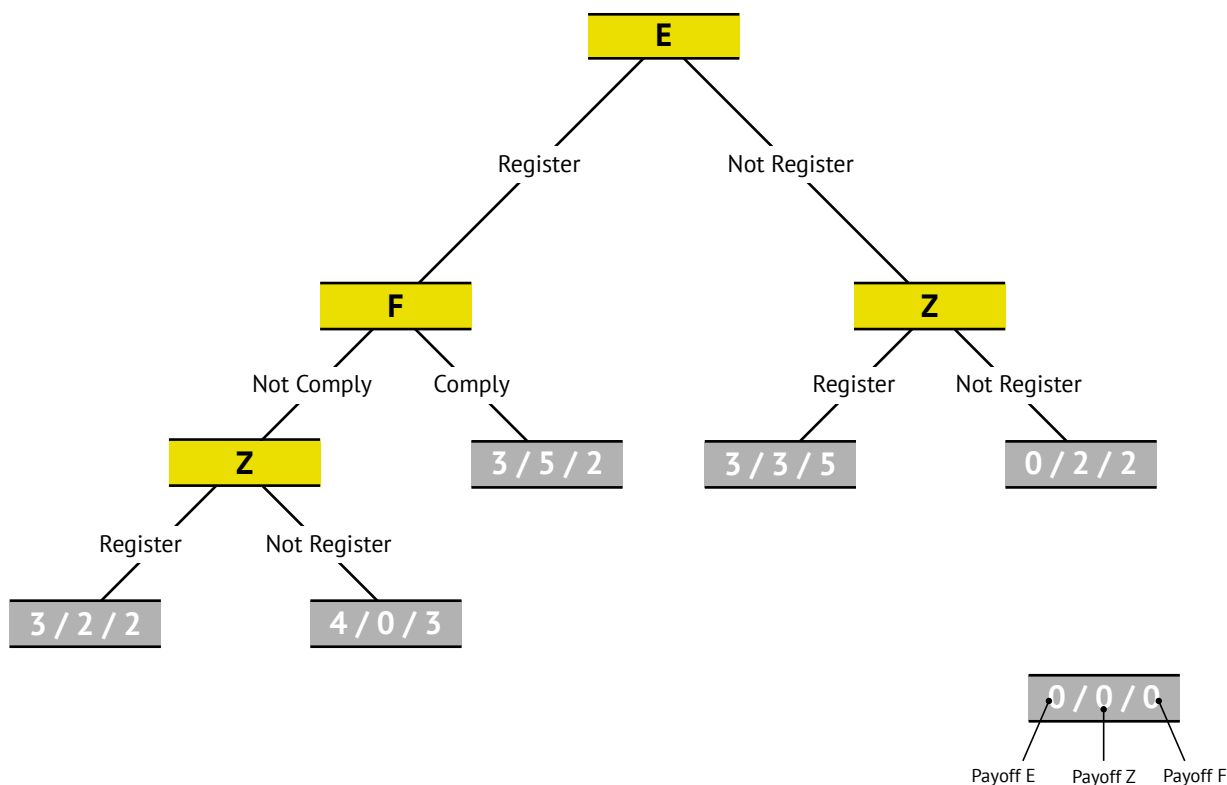 E
Register
Not Register
F
Z
Not Comply
Comply
Register
Not Register
Z
3 / 5 / 2
3 / 3 / 5
0 / 2 / 2
Register
Not Register
3 / 2 / 2
4 / 0 / 3
0 / 0 / 0
Payoff E
Payoff Z
Payoff F